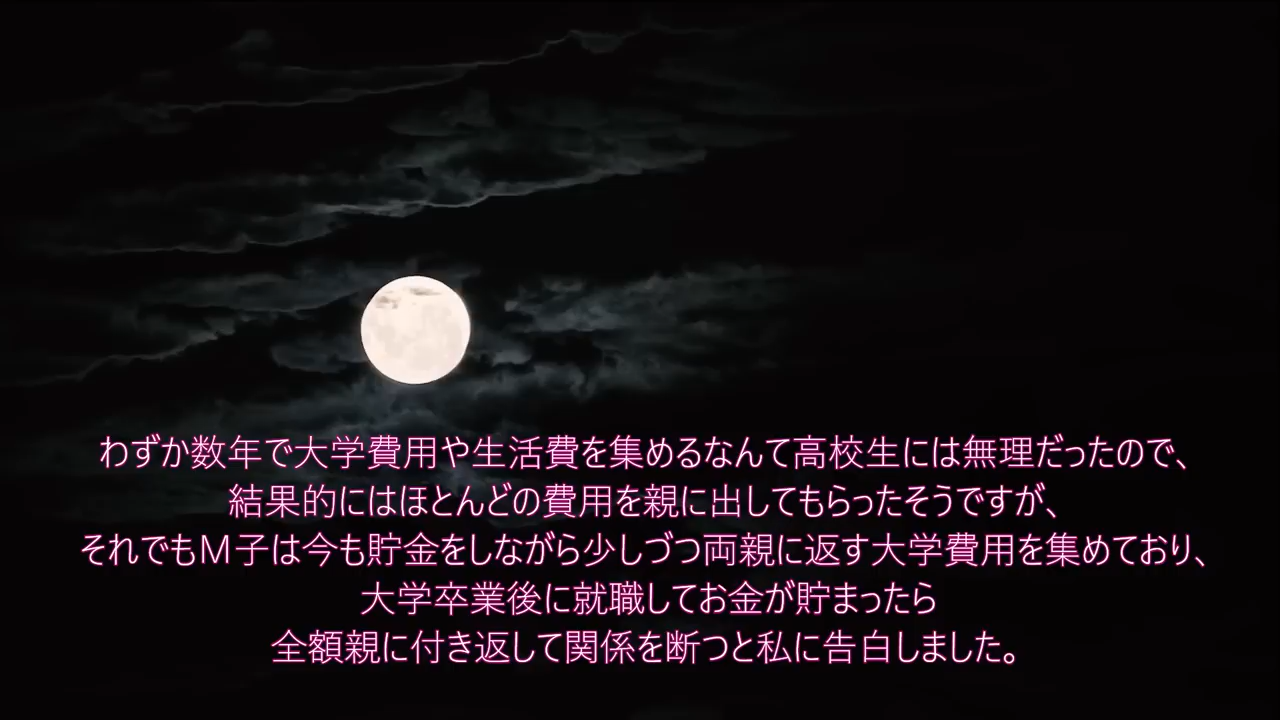 わずか数年で大学費用や生活費を集めるなんて高校生には無理だったので、
結果的にはほとんどの費用を親に出してもらったそうですが、
それでもM子は今も貯金をしながら少しづつ両親に返す大学費用を集めており、
大学卒業後に就職してお金が貯まったら
全額親に付き返して関係を断つと私に告白しました。